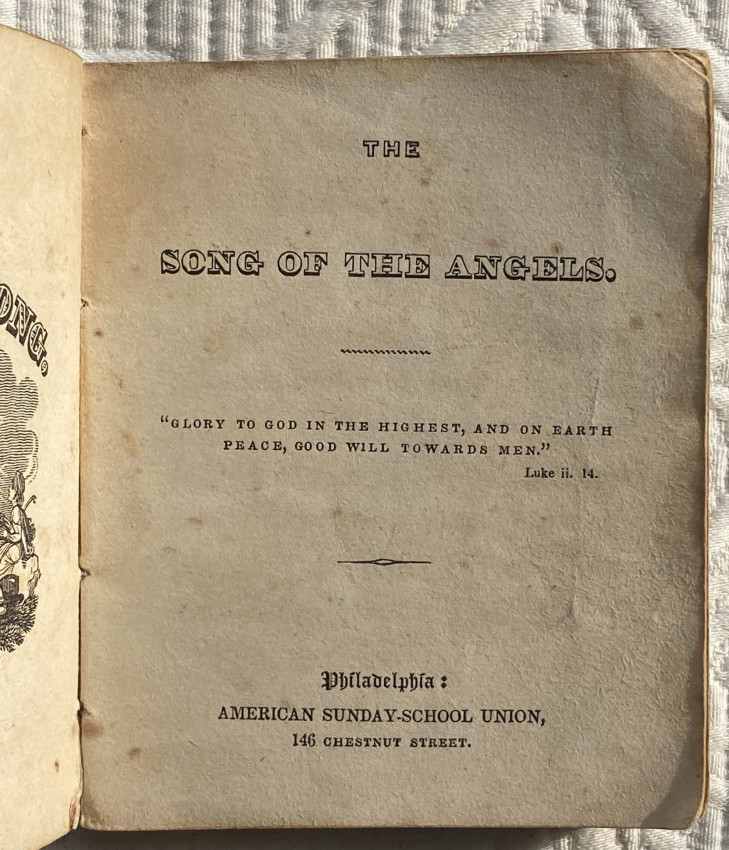 ONG.
THE
SONG OF THE ANGELS.
"GLORY TO GOD IN THE HIGHEST, AND ON EARTH
PEACE, GOOD WILL TOWARDS MEN."
Luke ii. 14.
Philadelphia:
AMERICAN SUNDAY-SCHOOL UNION,
146 CHESTNUT STREET.